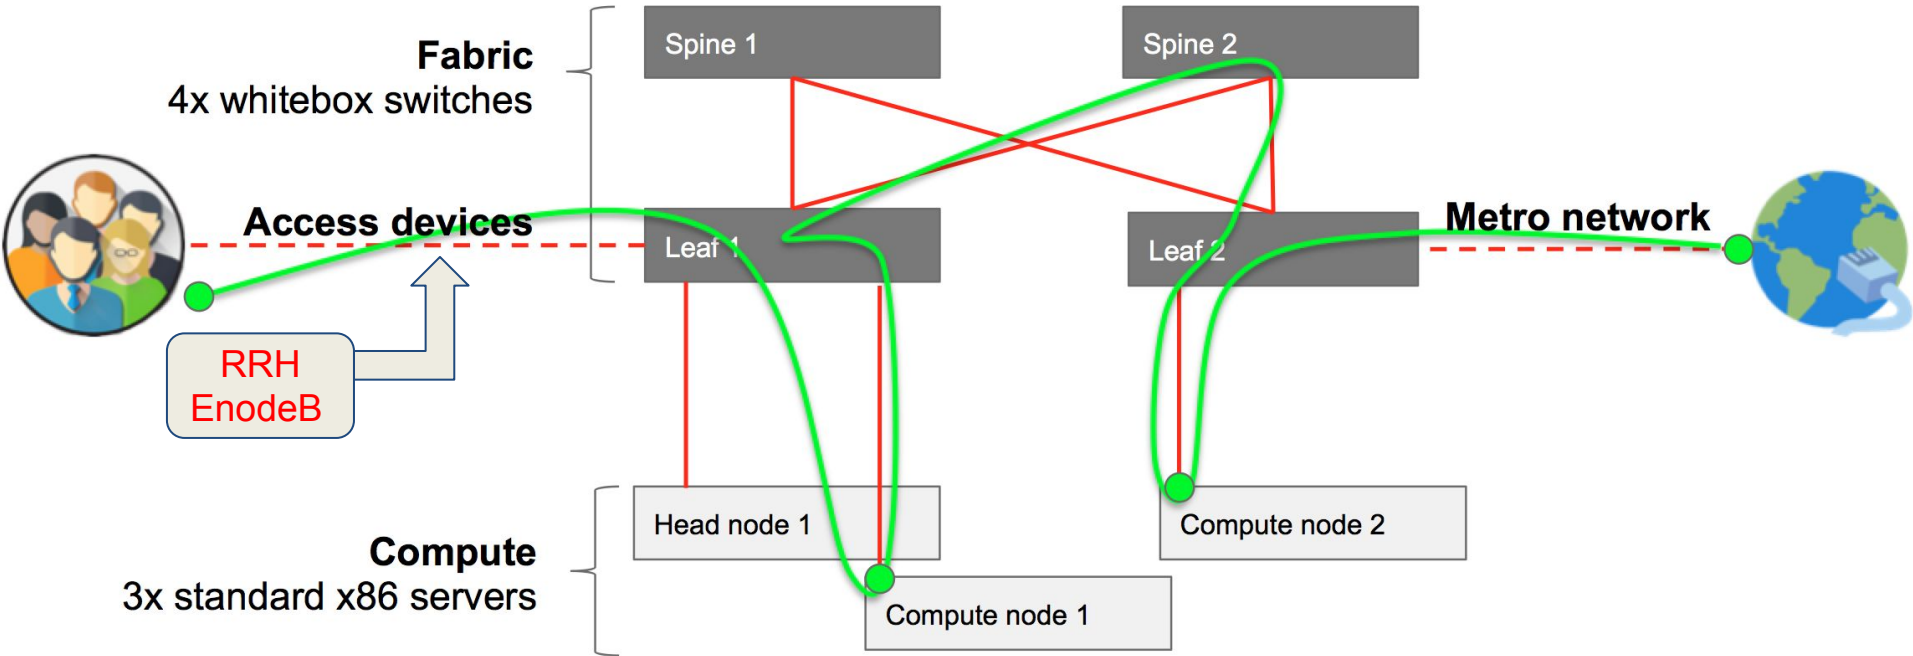 Fabric
4x whitebox switches
Spine 1
Spine 2
Access devices
Leaf 1
Leaf 2
Metro network
RRH
EnodeB
Compute
3x standard x86 servers
Head node 1
Compute node 2
Compute node 1